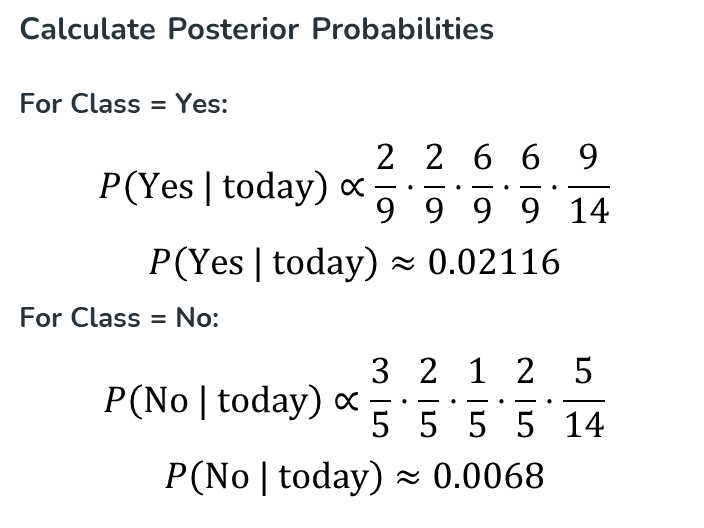 Calculate Posterior Probabilities
For Class = Yes:
P(Yes | today) ∝ 2/9 · 2/9 · 6/9 · 6/9 · 9/14
P(Yes | today) ≈ 0.02116
For Class = No:
P(No | today) ∝ 3/5 · 2/5 · 1/5 · 2/5 · 5/14
P(No | today) ≈ 0.0068